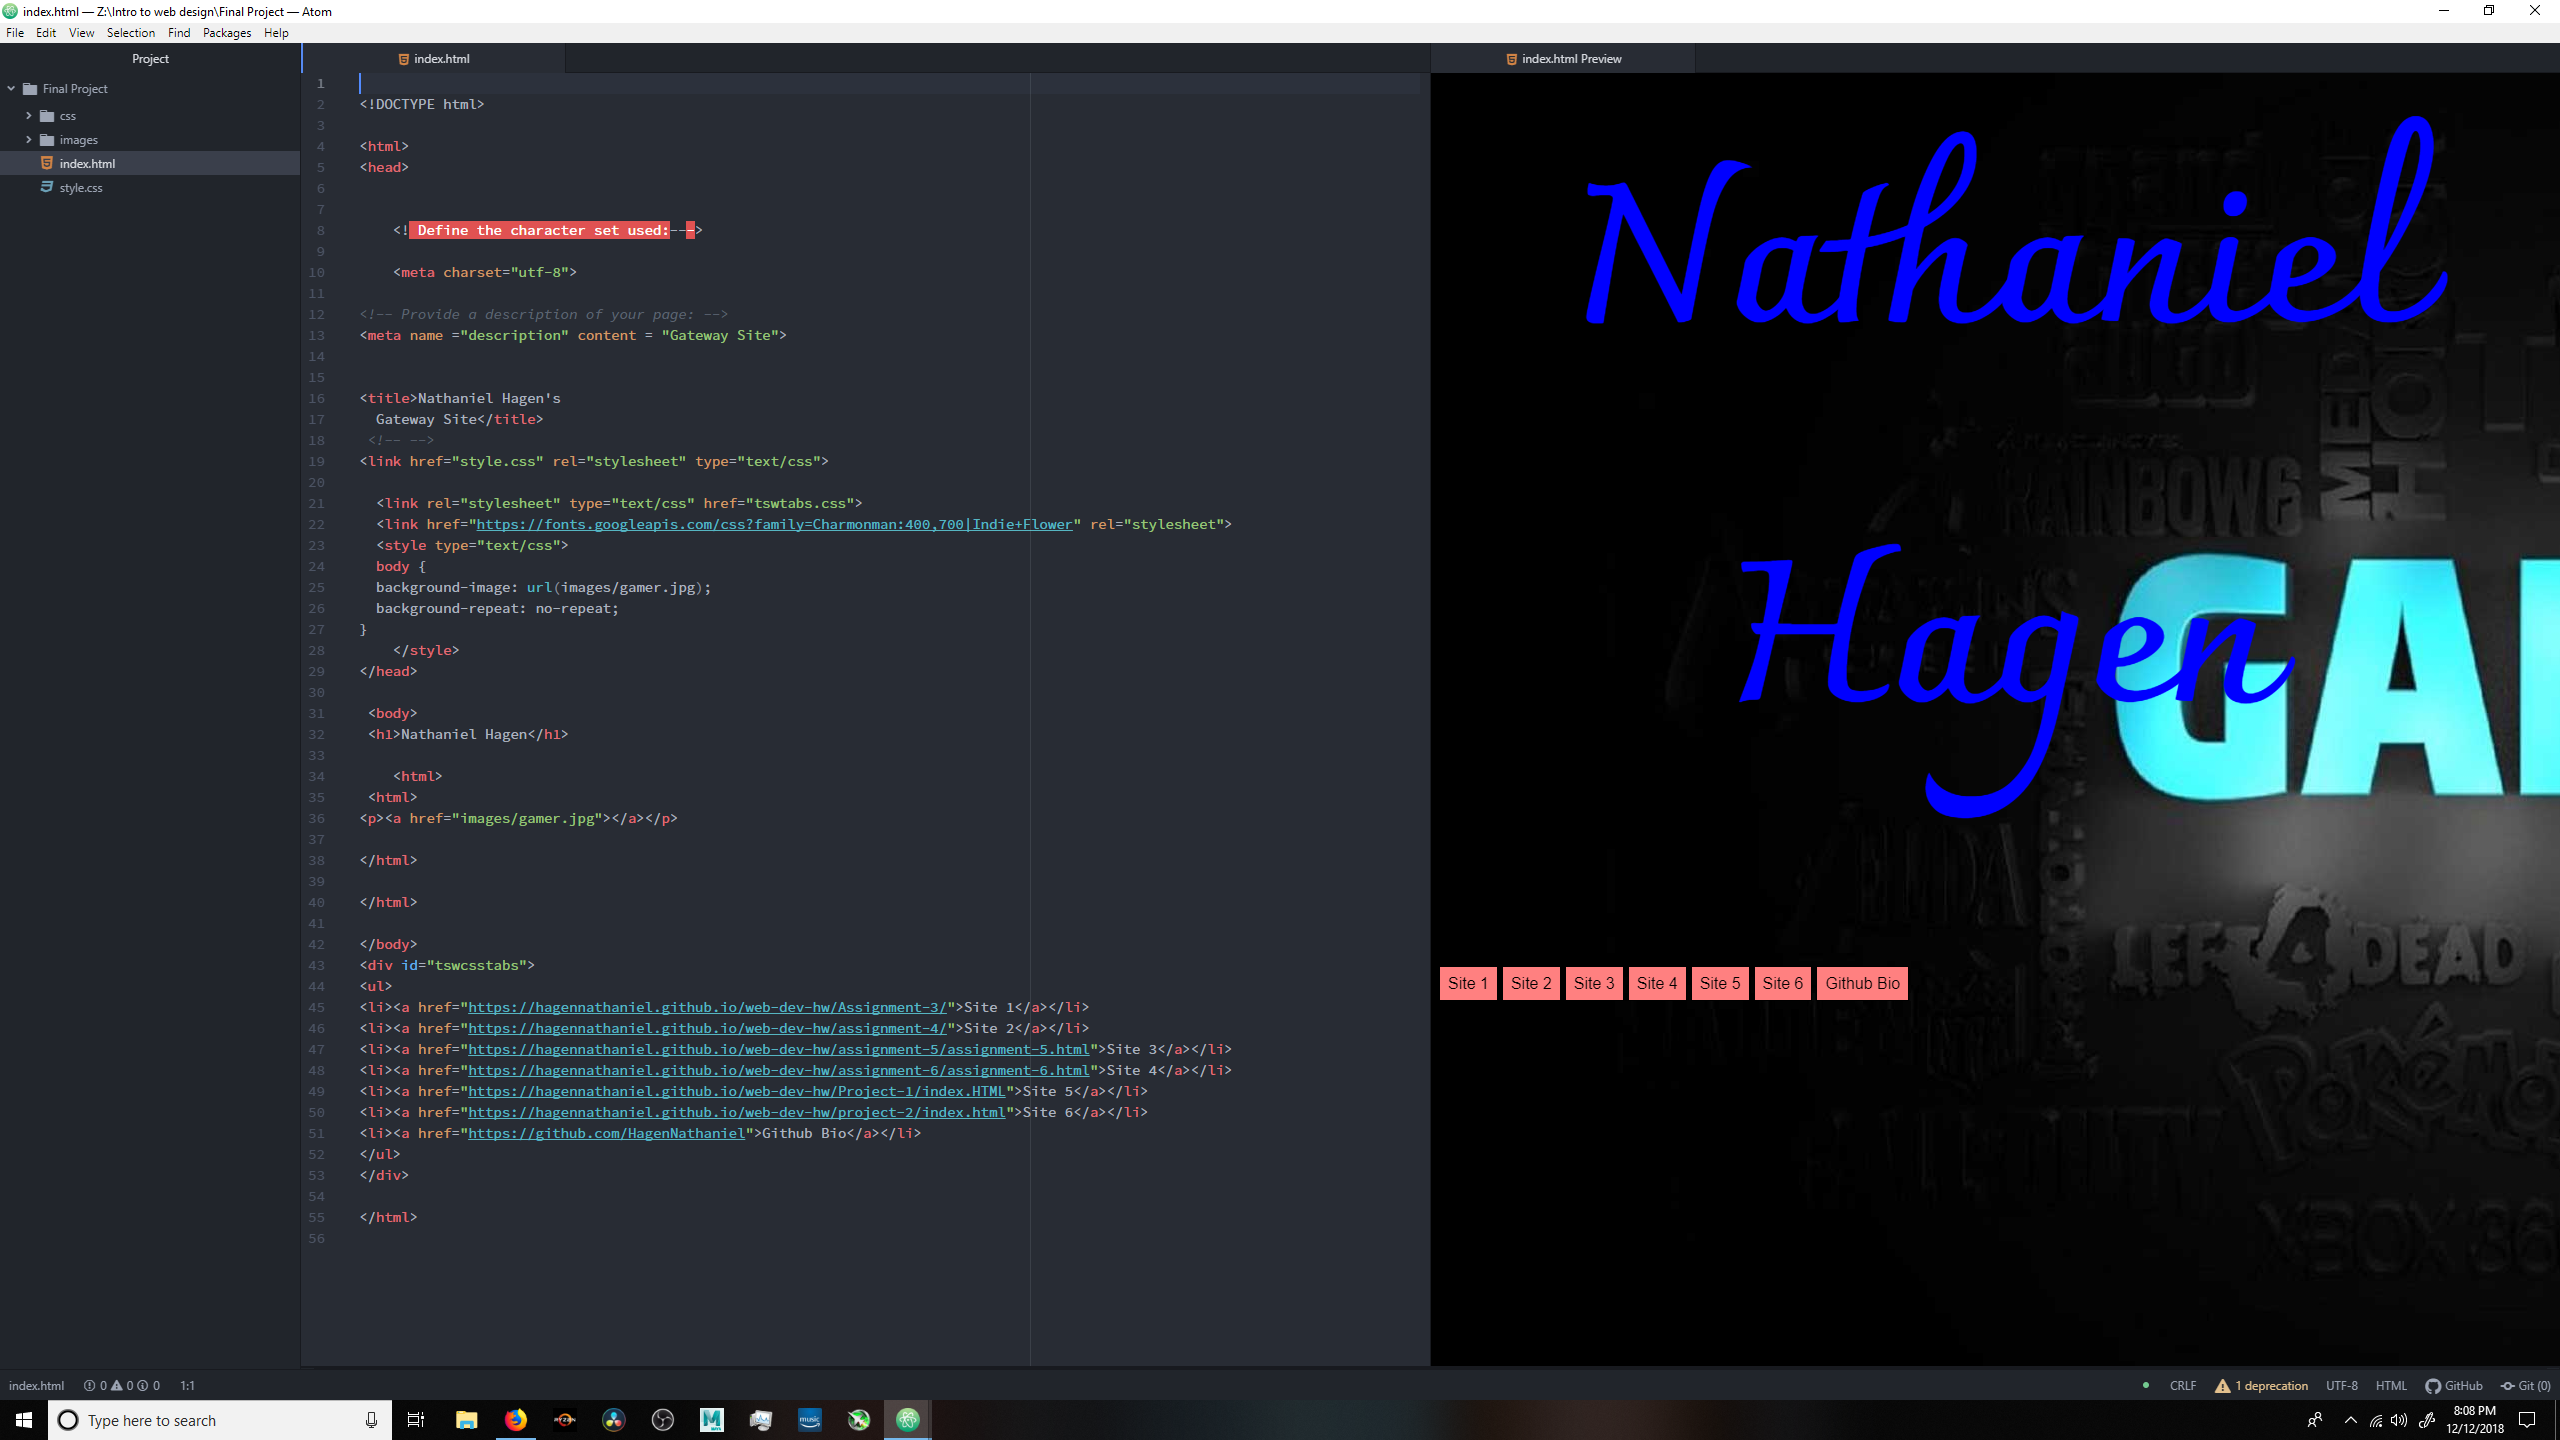 index.html — Z:\Intro to web design\Final Project — Atom
File Edit View Selection Find Packages Help
Project
Final Project
css
images
index.html
style.css
index.html
1
2 <!DOCTYPE html>
3
4 <html>
5 <head>
6
7
8 <! Define the character set used:--->
9
10 <meta charset="utf-8">
11
12 <!-- Provide a description of your page: -->
13 <meta name ="description" content = "Gateway Site">
14
15
16 <title>Nathaniel Hagen's
17 Gateway Site</title>
18 <!-- -->
19 <link href="style.css" rel="stylesheet" type="text/css">
20
21 <link rel="stylesheet" type="text/css" href="tswtabs.css">
22 <link href="https://fonts.googleapis.com/css?family=Charmonman:400,700|Indie+Flower" rel="stylesheet">
23 <style type="text/css">
24 body {
25 background-image: url(images/gamer.jpg);
26 background-repeat: no-repeat;
27 }
28 </style>
29 </head>
30
31 <body>
32 <h1>Nathaniel Hagen</h1>
33
34 <html>
35 <html>
36 <p><a href="images/gamer.jpg"></a></p>
37
38 </html>
39
40 </html>
41
42 </body>
43 <div id="tswcsstabs">
44 <ul>
45 <li><a href="https://hagennathaniel.github.io/web-dev-hw/Assignment-3/">Site 1</a></li>
46 <li><a href="https://hagennathaniel.github.io/web-dev-hw/assignment-4/">Site 2</a></li>
47 <li><a href="https://hagennathaniel.github.io/web-dev-hw/assignment-5/assignment-5.html">Site 3</a></li>
48 <li><a href="https://hagennathaniel.github.io/web-dev-hw/assignment-6/assignment-6.html">Site 4</a></li>
49 <li><a href="https://hagennathaniel.github.io/web-dev-hw/Project-1/index.HTML">Site 5</a></li>
50 <li><a href="https://hagennathaniel.github.io/web-dev-hw/project-2/index.html">Site 6</a></li>
51 <li><a href="https://github.com/HagenNathaniel">Github Bio</a></li>
52 </ul>
53 </div>
54
55 </html>
56
index.html Preview
Nathaniel
Hagen
RAINBOW6
GA
LEFT 4 DEAD
XBOX 36
Site 1 Site 2 Site 3 Site 4 Site 5 Site 6 Github Bio
index.html 0 0 0 1:1
CRLF 1 deprecation UTF-8 HTML GitHub Git (0)
Type here to search
RYZEN
M
music
8:08 PM
12/12/2018